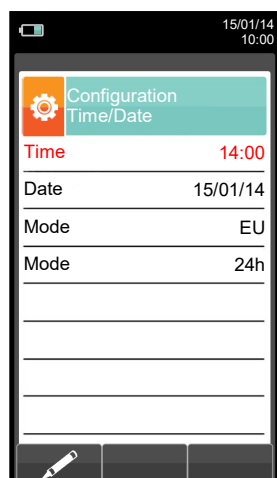 15/01/14
10:00
Configuration
Time/Date
Time 14:00
Date 15/01/14
Mode EU
Mode 24h